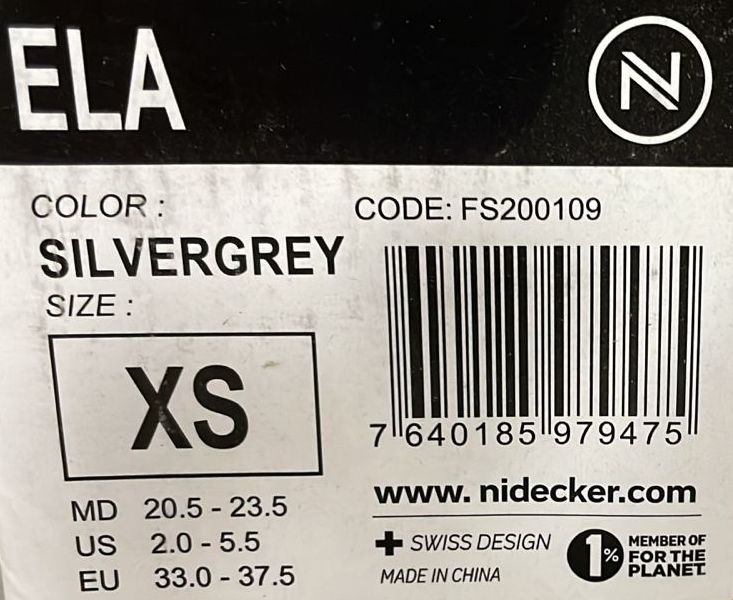 ELA
N
COLOR :
SILVERGREY
SIZE :
XS
MD 20.5 - 23.5
US 2.0 - 5.5
EU 33.0 - 37.5
CODE: FS200109
7 640185 979475
www. nidecker.com
SWISS DESIGN
MADE IN CHINA
1%
MEMBER OF
FOR THE
PLANET